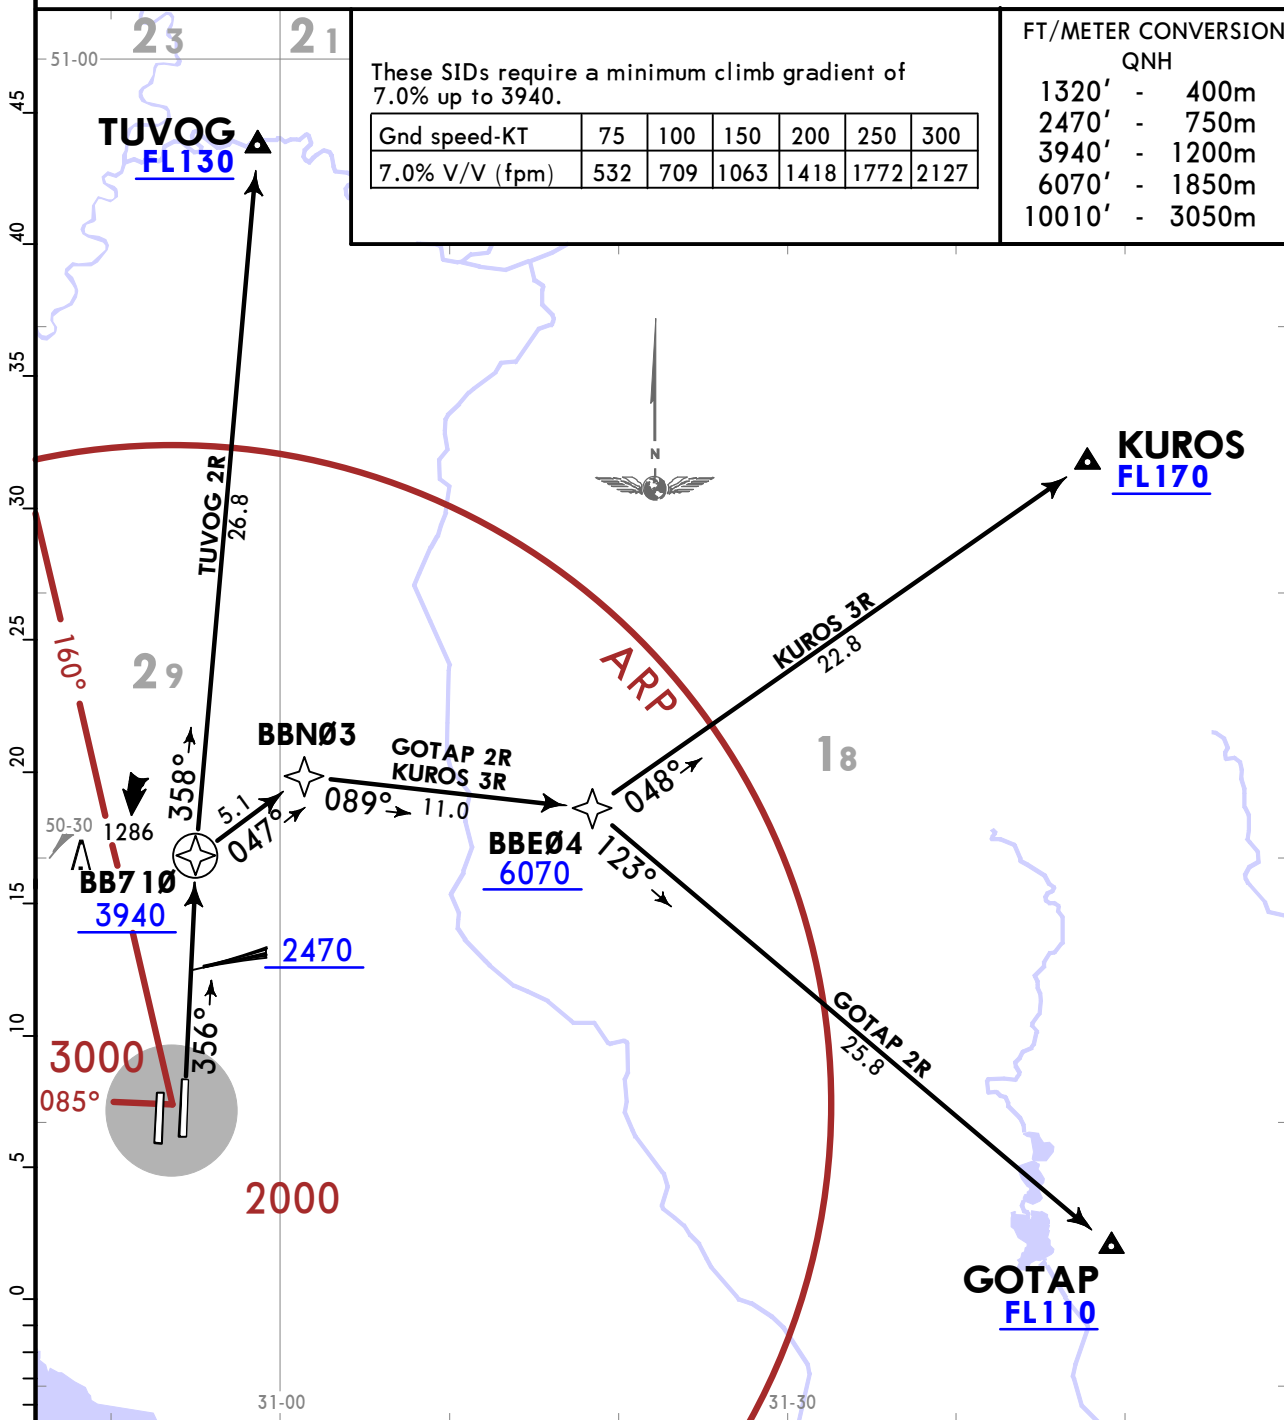 23
21
51-00
These SIDs require a minimum climb gradient of
7.0% up to 3940.
Gnd speed-KT 75 100 150 200 250 300
7.0% V/V (fpm) 532 709 1063 1418 1772 2127
FT/METER CONVERSION
QNH
1320' - 400m
2470' - 750m
3940' - 1200m
6070' - 1850m
10010' - 3050m
45
40
35
30
25
20
15
10
5
0
TUVOG
FL130
TUVOG 2R
26.8
N
KUROS
FL170
KUROS 3R
22.8
ARP
160°
29
18
BBNØ3
GOTAP 2R
KUROS 3R
358°
5.1
047°
089°
11.0
048°
50-30
1286
BB71Ø
3940
BBEØ4
6070
123°
2470
356°
GOTAP 2R
25.8
3000
085°
2000
GOTAP
FL110
31-00
31-30